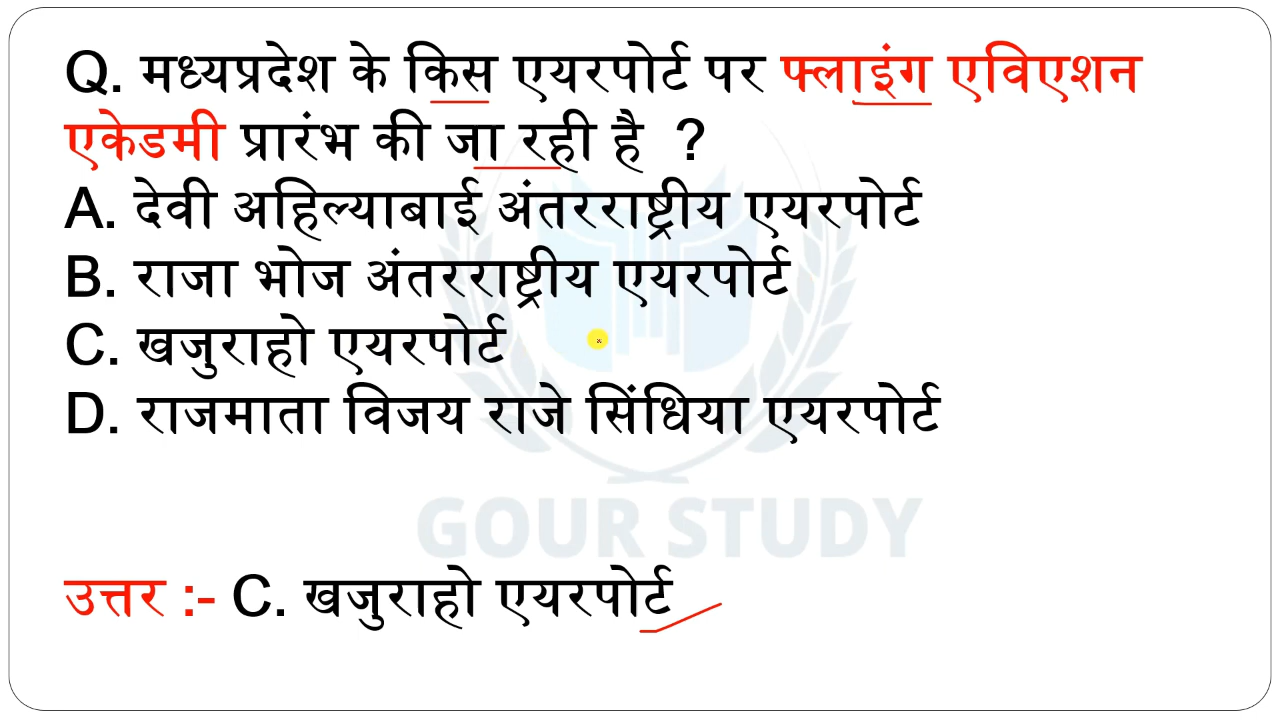 Q. मध्यप्रदेश के किस एयरपोर्ट पर फ्लाइंग एविएशन
एकेडमी प्रारंभ की जा रही है ?
A. देवी अहिल्याबाई अंतरराष्ट्रीय एयरपोर्ट
B. राजा भोज अंतरराष्ट्रीय एयरपोर्ट
C. खजुराहो एयरपोर्ट
D. राजमाता विजय राजे सिंधिया एयरपोर्ट
GOUR STUDY
उत्तर :- C. खजुराहो एयरपोर्ट